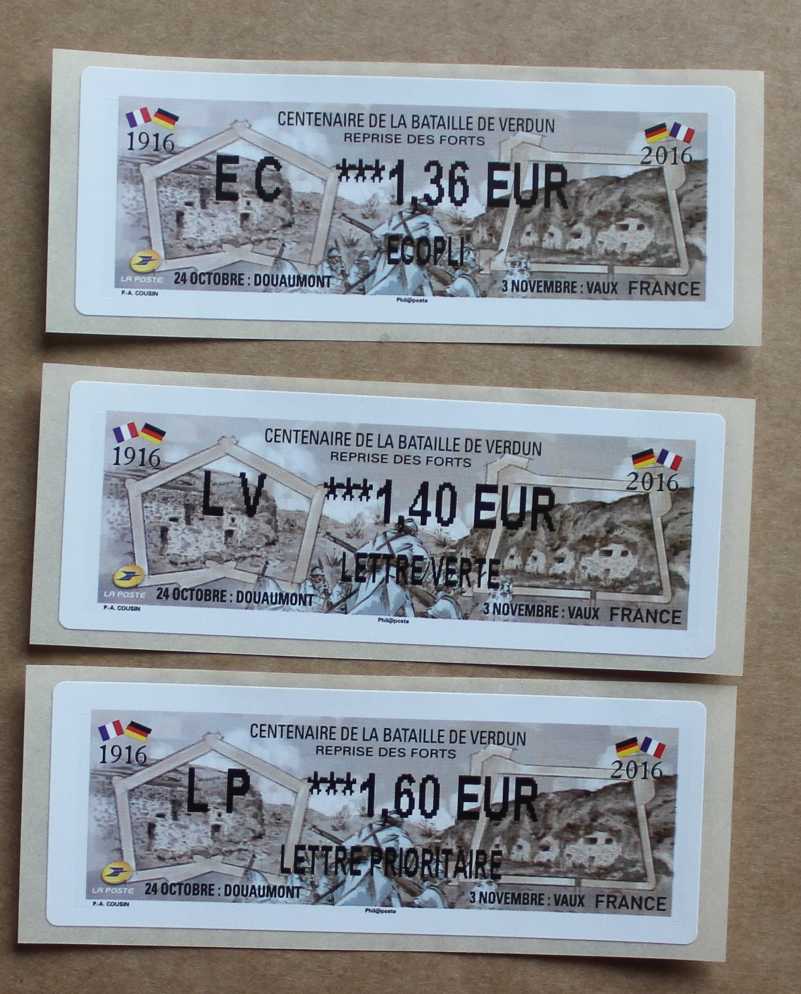 CENTENAIRE DE LA BATAILLE DE VERDUN
REPRISE DES FORTS
1916
2016
EC ***1,36 EUR
ECOPLI
LA POSTE
24 OCTOBRE : DOUAUMONT
3 NOVEMBRE : VAUX FRANCE
P.-A. COUSIN
Phil@poste
CENTENAIRE DE LA BATAILLE DE VERDUN
REPRISE DES FORTS
1916
2016
LV ***1,40 EUR
LETTRE VERTE
LA POSTE
24 OCTOBRE : DOUAUMONT
3 NOVEMBRE : VAUX FRANCE
P.-A. COUSIN
Phil@poste
CENTENAIRE DE LA BATAILLE DE VERDUN
REPRISE DES FORTS
1916
2016
LP ***1,60 EUR
LETTRE PRIORITAIRE
LA POSTE
24 OCTOBRE : DOUAUMONT
3 NOVEMBRE : VAUX FRANCE
P.-A. COUSIN
Phil@poste